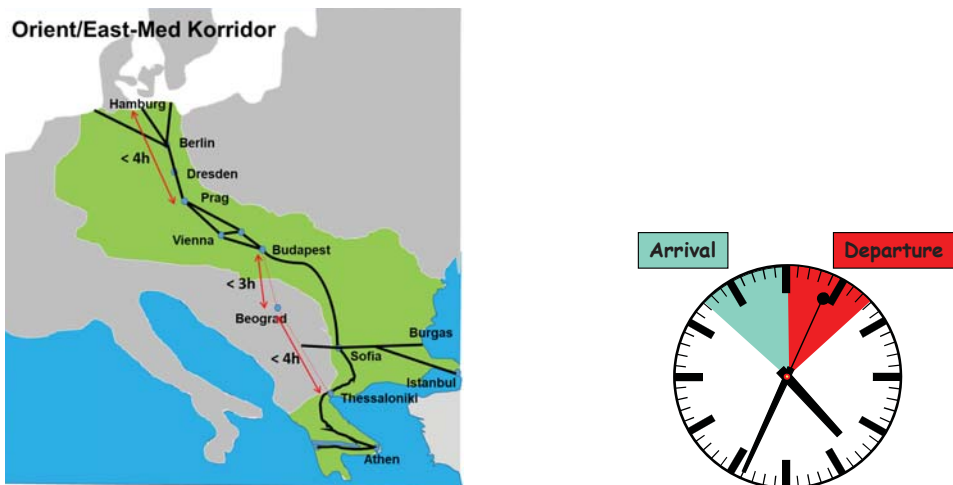 Orient/East-Med Korridor
Hamburg
Berlin
< 4h
Dresden
Prag
Vienna
Budapest
< 3h
Beograd
Burgas
< 4h
Sofia
Istanbul
Thessaloniki
Athen
Arrival
Departure